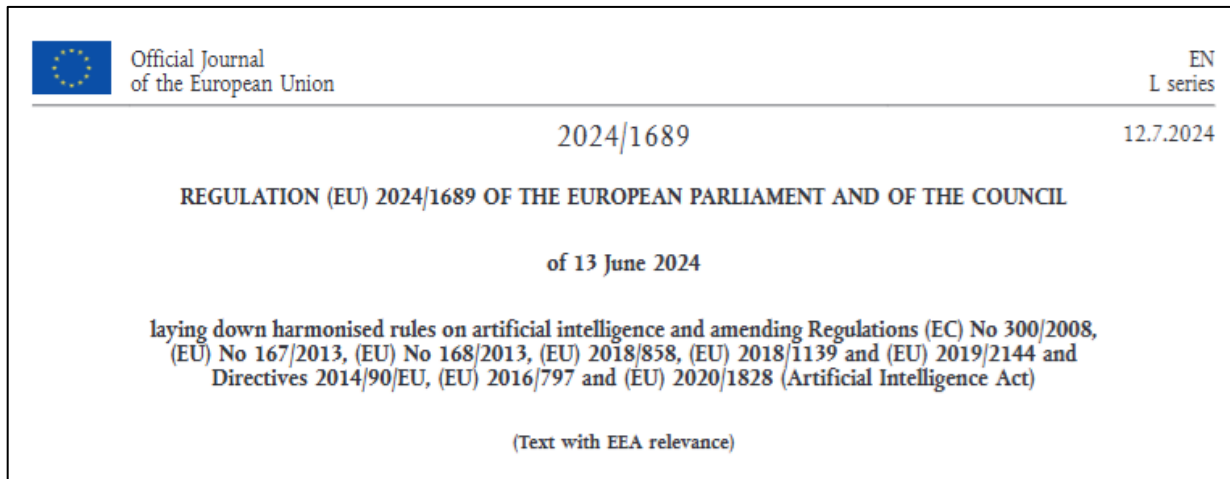 Official Journal
of the European Union
EN
L series
2024/1689
12.7.2024
REGULATION (EU) 2024/1689 OF THE EUROPEAN PARLIAMENT AND OF THE COUNCIL
of 13 June 2024
laying down harmonised rules on artificial intelligence and amending Regulations (EC) No 300/2008,
(EU) No 167/2013, (EU) No 168/2013, (EU) 2018/858, (EU) 2018/1139 and (EU) 2019/2144 and
Directives 2014/90/EU, (EU) 2016/797 and (EU) 2020/1828 (Artificial Intelligence Act)
(Text with EEA relevance)